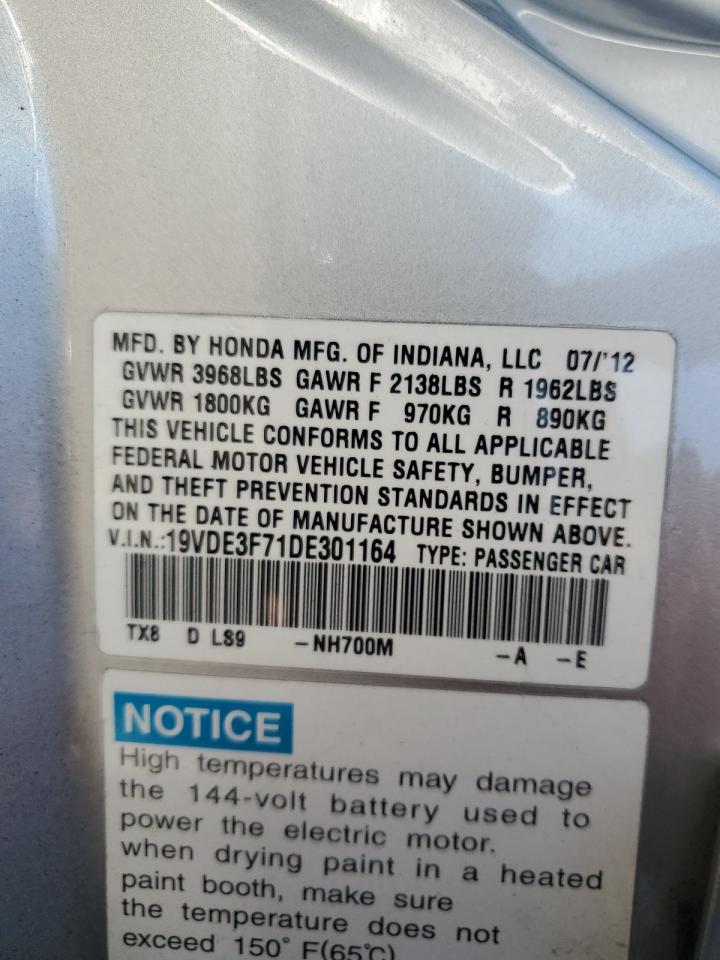 MFD. BY HONDA MFG. OF INDIANA, LLC 07/'12
GVWR 3968LBS GAWR F 2138LBS R 1962LBS
GVWR 1800KG GAWR F 970KG R 890KG
THIS VEHICLE CONFORMS TO ALL APPLICABLE
FEDERAL MOTOR VEHICLE SAFETY, BUMPER,
AND THEFT PREVENTION STANDARDS IN EFFECT
ON THE DATE OF MANUFACTURE SHOWN ABOVE.
V.I.N.:19VDE3F71DE301164 TYPE: PASSENGER CAR
TX8 D LS9 -NH700M -A -E
NOTICE
High temperatures may damage
the 144-volt battery used to
power the electric motor.
when drying paint in a heated
paint booth, make sure
the temperature does not
exceed 150° F(65℃)